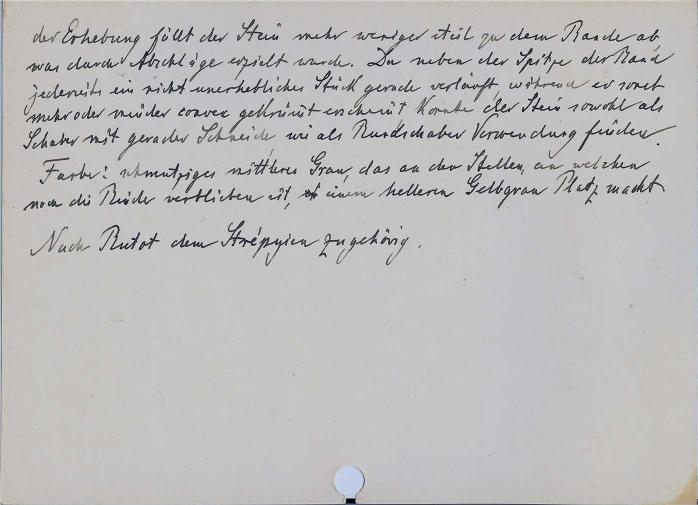 der Erhebung fällt der Stein mehr weniger steil zu dem Rande ab
was durch Abschläge erzielt wurde. Da neben der Spitze der Rand
jederseits ein nicht unerhebliches Stück gerade verläuft, während er sonst
mehr oder minder convex gekrümmt erscheint konnte der Stein sowohl als
Schaber mit gerader Schneide wie als Rundschaber Verwendung finden.
Farbe: schmutziges mittleres Grau, das an den Stellen, an welchen
noch die Rinde verblieben ist, einem helleren Gelbgrau Platz macht
Nach Rutot dem Strépyien zugehörig.